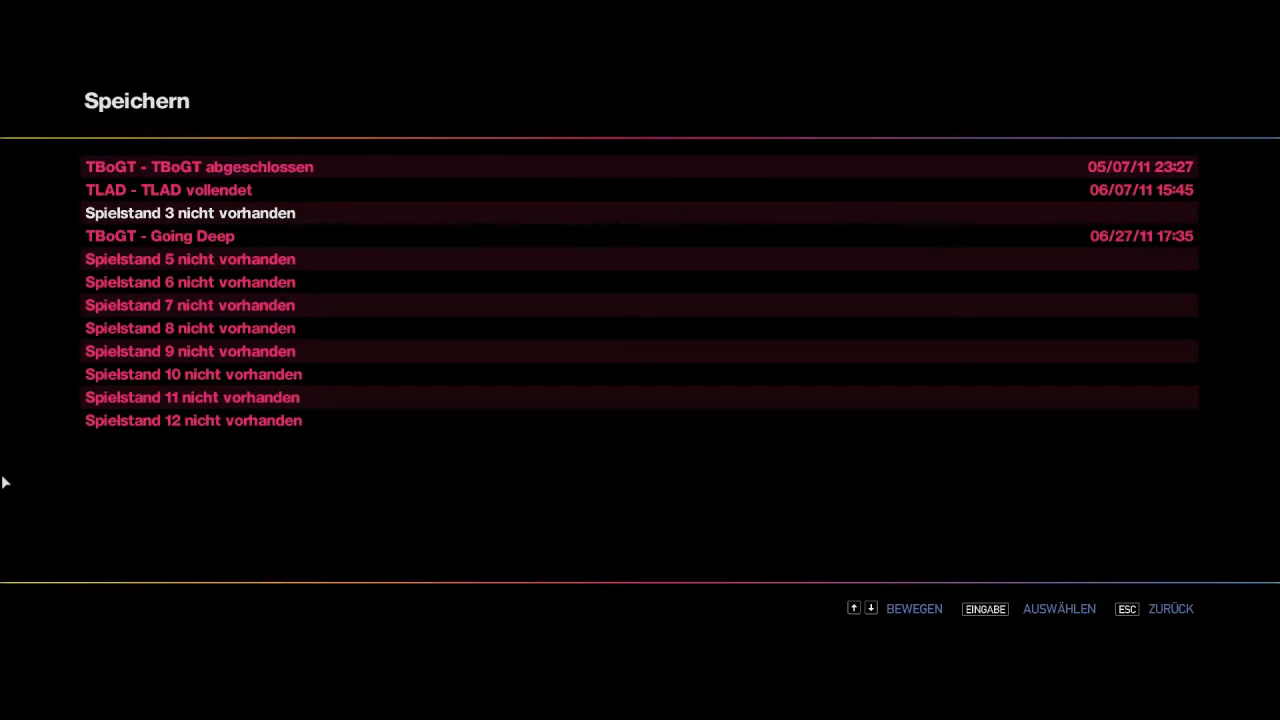 Speichern
TBoGT - TBoGT abgeschlossen 05/07/11 23:27
TLAD - TLAD vollendet 06/07/11 15:45
Spielstand 3 nicht vorhanden
TBoGT - Going Deep 06/27/11 17:35
Spielstand 5 nicht vorhanden
Spielstand 6 nicht vorhanden
Spielstand 7 nicht vorhanden
Spielstand 8 nicht vorhanden
Spielstand 9 nicht vorhanden
Spielstand 10 nicht vorhanden
Spielstand 11 nicht vorhanden
Spielstand 12 nicht vorhanden
↑ ↓ BEWEGEN EINGABE AUSWÄHLEN ESC ZURÜCK